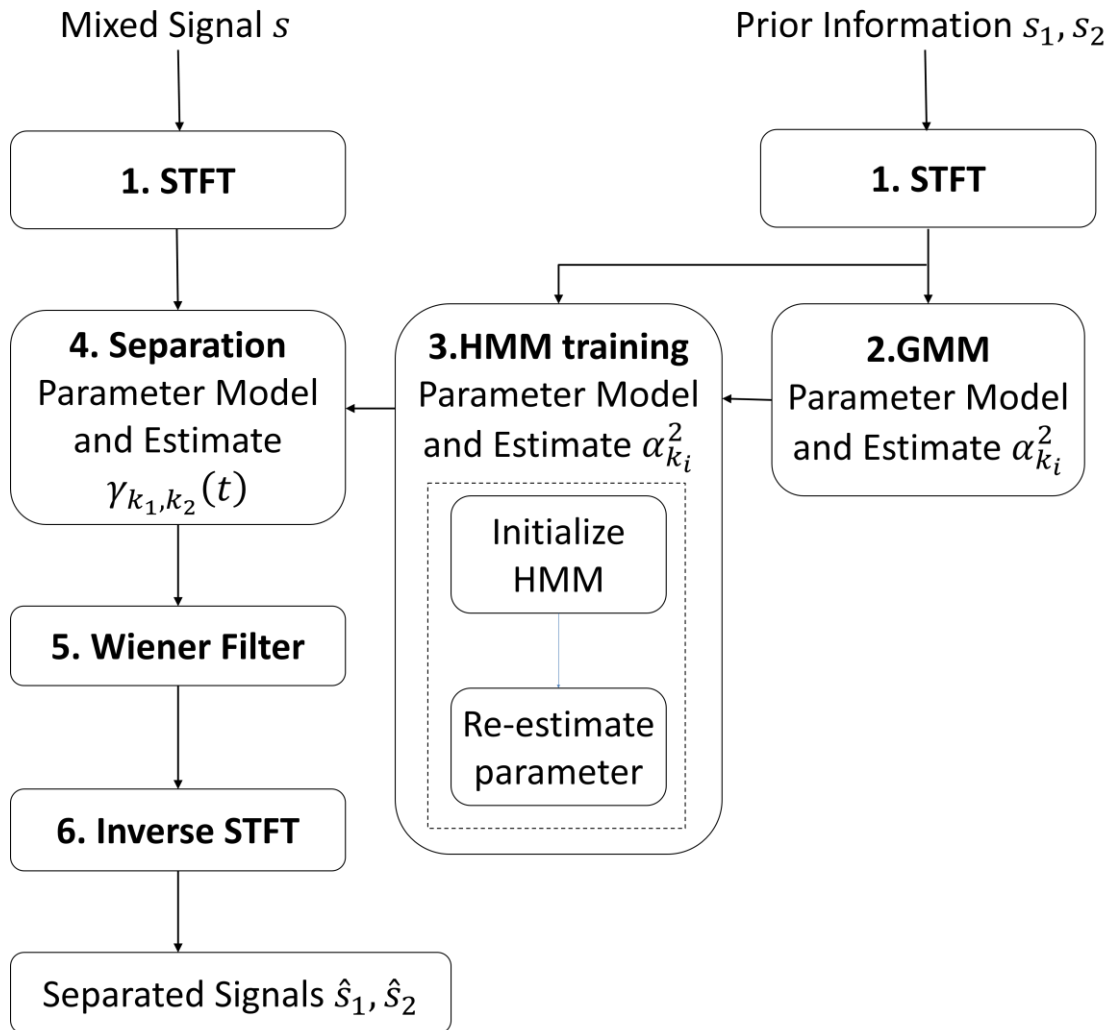 Mixed Signal s
Prior Information s₁, s₂
1. STFT
1. STFT
4. Separation
Parameter Model
and Estimate
γₖ₁,ₖ₂(t)
3.HMM training
Parameter Model
and Estimate α²ₖᵢ
Initialize
HMM
Re-estimate
parameter
2.GMM
Parameter Model
and Estimate α²ₖᵢ
5. Wiener Filter
6. Inverse STFT
Separated Signals ŝ₁, ŝ₂